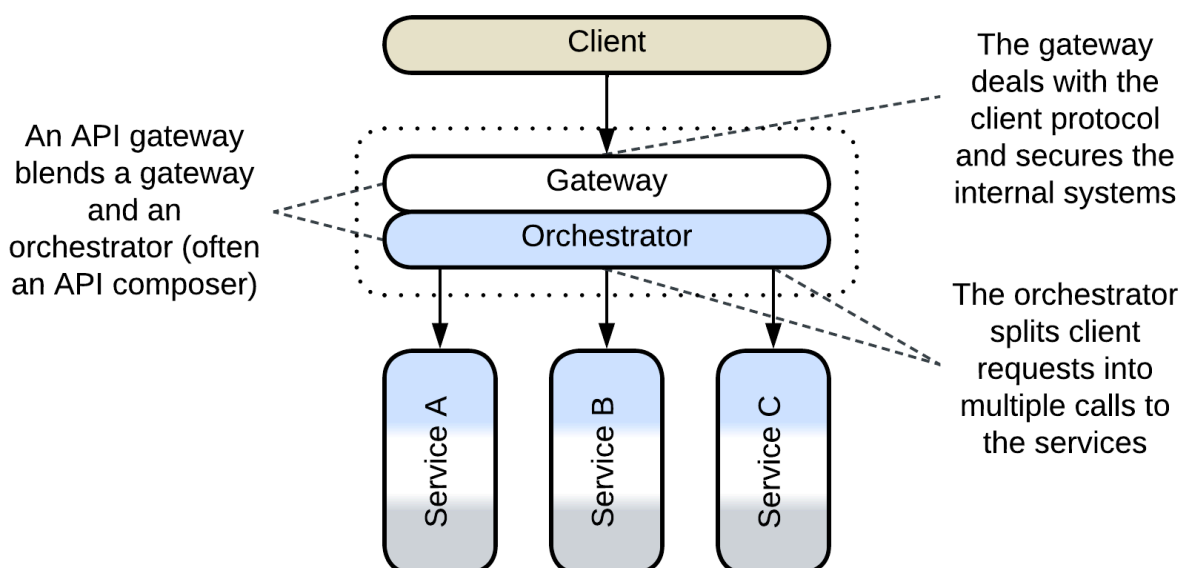 Client
The gateway
deals with the
client protocol
and secures the
internal systems
An API gateway
blends a gateway
and an
orchestrator (often
an API composer)
Gateway
Orchestrator
The orchestrator
splits client
requests into
multiple calls to
the services
Service A
Service B
Service C